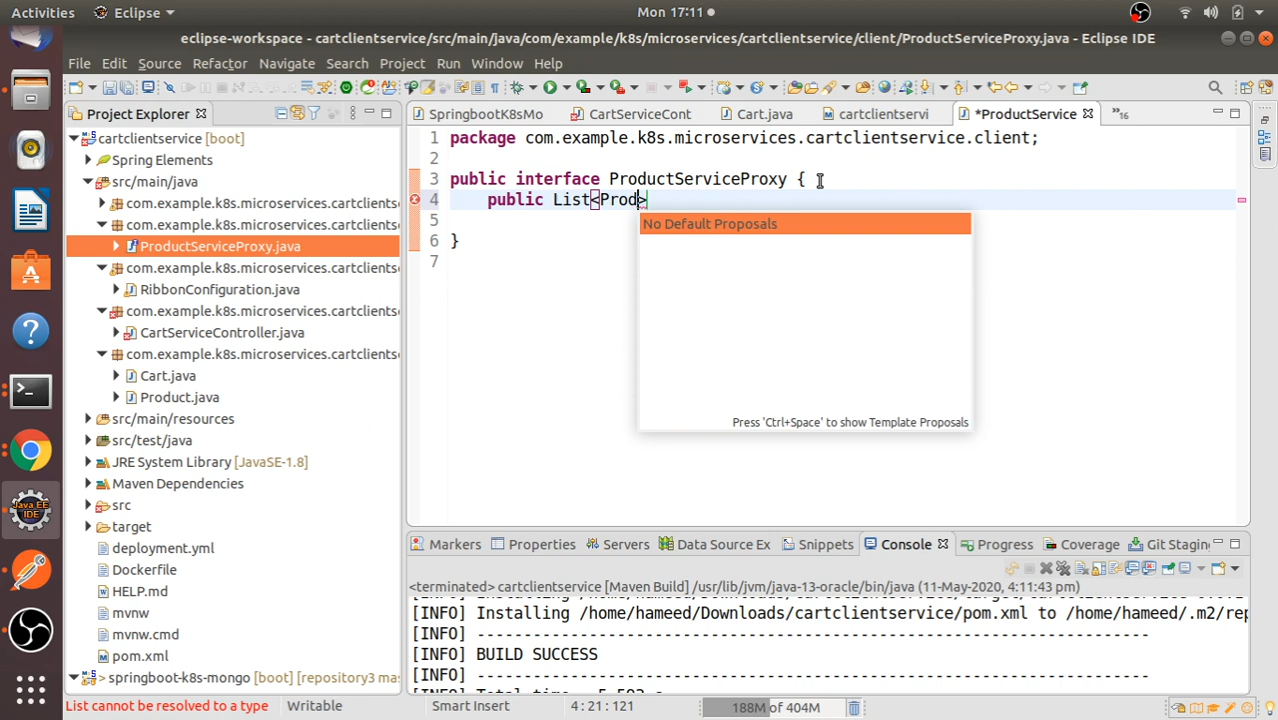 Activities
Eclipse
Mon 17:11
eclipse-workspace - cartclientservice/src/main/java/com/example/k8s/microservices/cartclientservice/client/ProductServiceProxy.java - Eclipse IDE
File Edit Source Refactor Navigate Search Project Run Window Help
Project Explorer
SpringbootK8sMo
CartServiceCont
Cart.java
cartclientservi
*ProductService
»16
cartclientservice [boot]
Spring Elements
src/main/java
com.example.k8s.microservices.cartclients
com.example.k8s.microservices.cartclients
ProductServiceProxy.java
com.example.k8s.microservices.cartclients
RibbonConfiguration.java
com.example.k8s.microservices.cartclients
CartServiceController.java
com.example.k8s.microservices.cartclients
Cart.java
Product.java
src/main/resources
src/test/java
JRE System Library [JavaSE-1.8]
Maven Dependencies
src
target
deployment.yml
Dockerfile
HELP.md
mvnw
mvnw.cmd
pom.xml
> springboot-k8s-mongo [boot] [repository3 mas
1 package com.example.k8s.microservices.cartclientservice.client;
2
3 public interface ProductServiceProxy {
4 public List<Prod>
5
6 }
7
No Default Proposals
Press 'Ctrl+Space' to show Template Proposals
Markers
Properties
Servers
Data Source Ex
Snippets
Console
Progress
Coverage
Git Staging
<terminated> cartclientservice [Maven Build] /usr/lib/jvm/java-13-oracle/bin/java (11-May-2020, 4:11:43 pm)
[INFO] Installing /home/hameed/Downloads/cartclientservice/pom.xml to /home/hameed/.m2/rep
[INFO] ------------------------------------------------------------------------
[INFO] BUILD SUCCESS
[INFO] ------------------------------------------------------------------------
Java EE
IDE
List cannot be resolved to a type
Writable
Smart Insert
4 : 21 : 121
188M of 404M